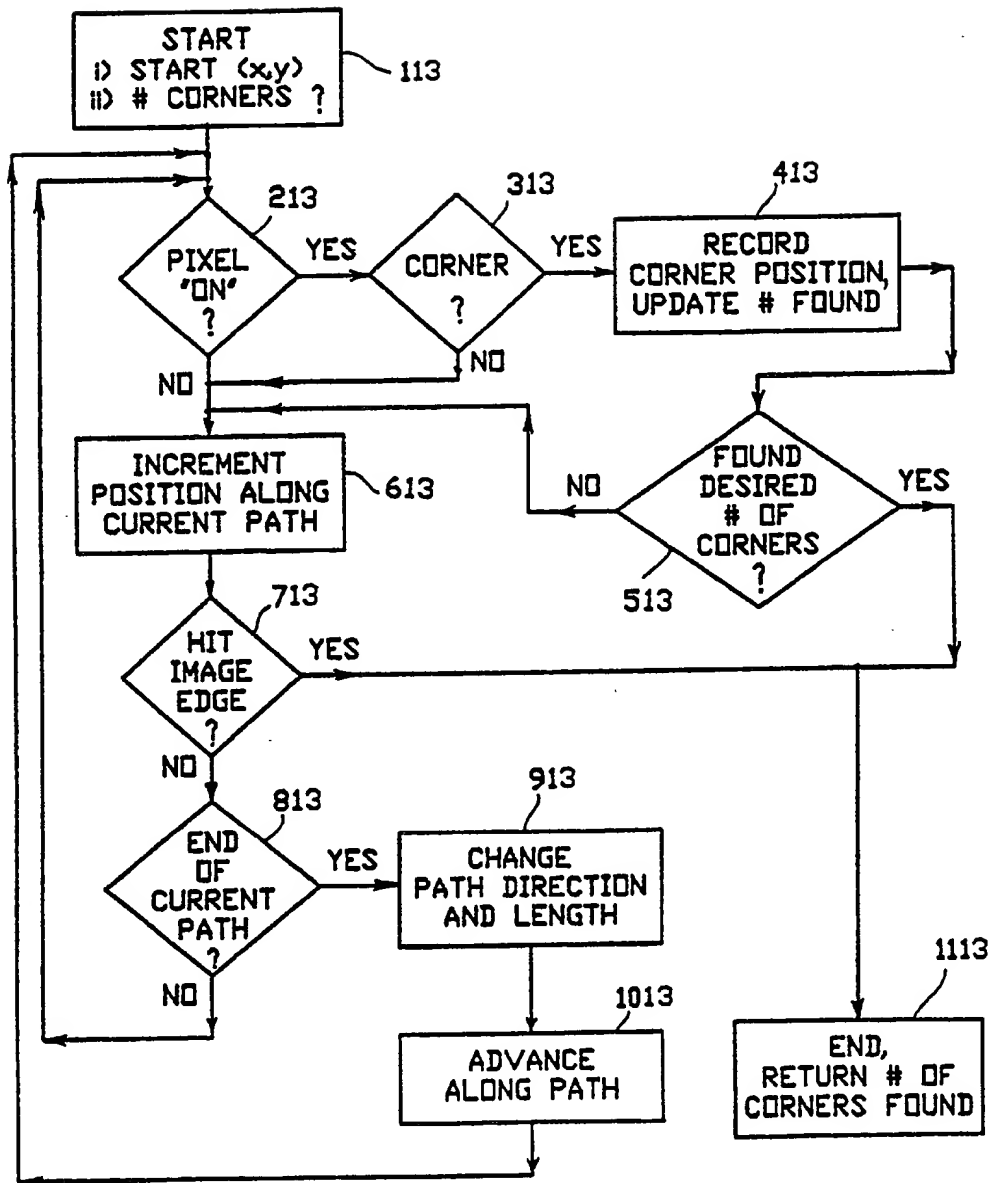 START
i) START (x,y)
ii) # CORNERS ?
113
213
PIXEL
"ON"
?
YES
NO
313
CORNER
?
YES
NO
413
RECORD
CORNER POSITION,
UPDATE # FOUND
FOUND
DESIRED
# OF
CORNERS
?
NO
YES
513
INCREMENT
POSITION ALONG
CURRENT PATH
613
713
HIT
IMAGE
EDGE
?
YES
NO
813
END
OF
CURRENT
PATH
?
YES
NO
913
CHANGE
PATH DIRECTION
AND LENGTH
1013
ADVANCE
ALONG PATH
1113
END,
RETURN # OF
CORNERS FOUND